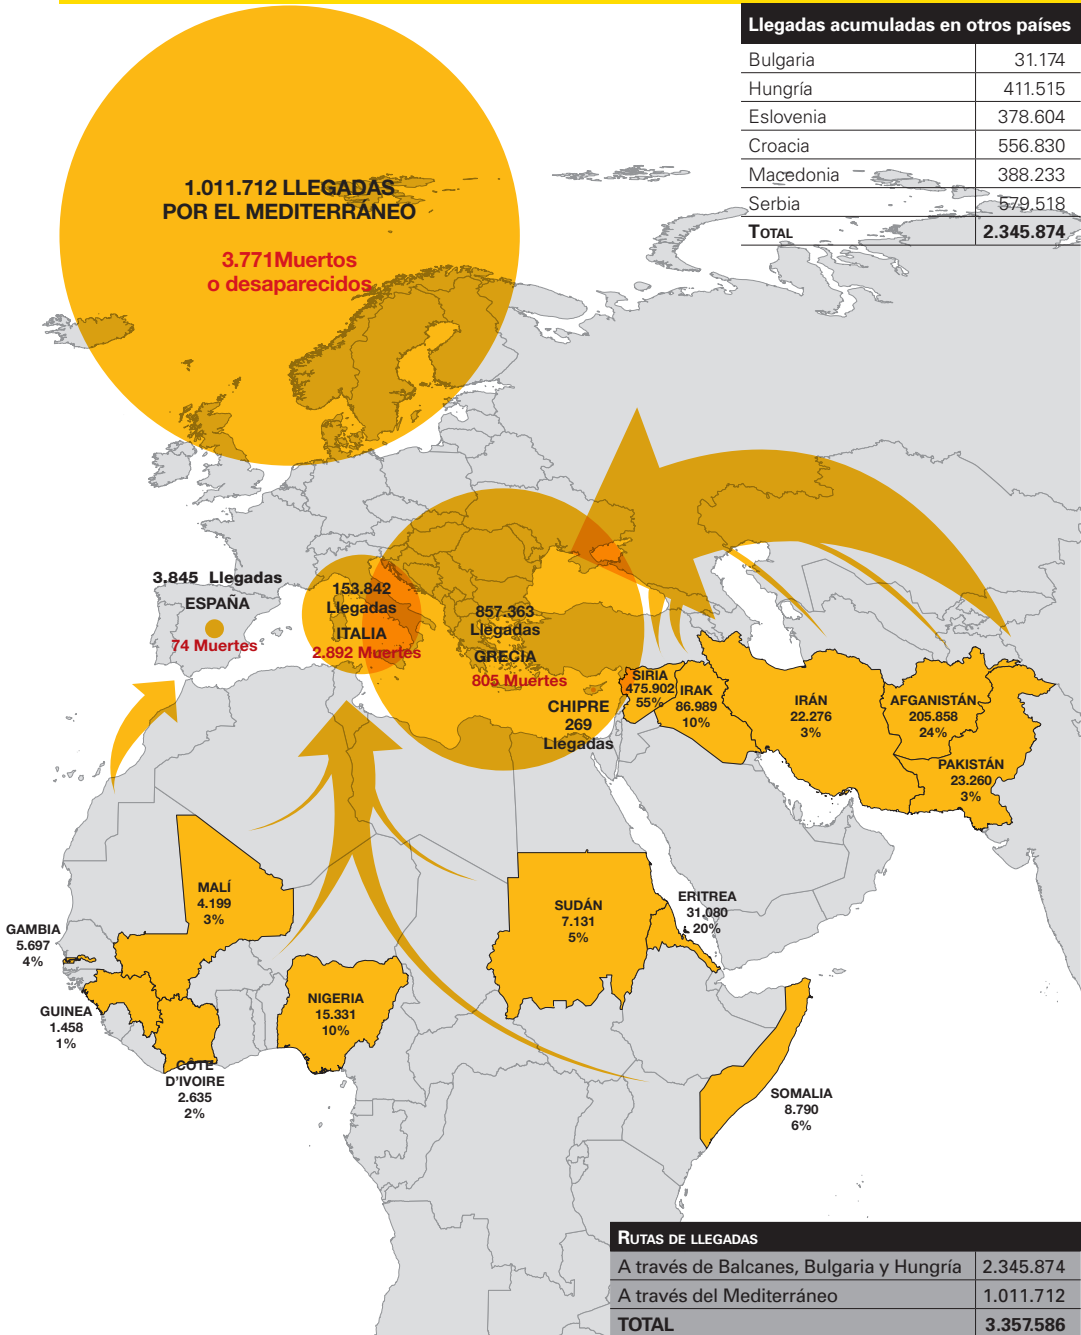 Llegadas acumuladas en otros países
Bulgaria 31.174
Hungría 411.515
Eslovenia 378.604
Croacia 556.830
Macedonia 388.233
Serbia 579.518
TOTAL 2.345.874
1.011.712 LLEGADAS
POR EL MEDITERRÁNEO
3.771Muertos
o desaparecidos
3.845 Llegadas
ESPAÑA
74 Muertes
153.842
Llegadas
ITALIA
2.892 Muertes
857.363
Llegadas
GRECIA
805 Muertes
CHIPRE
269
Llegadas
SIRIA
475.902
55%
IRAK
86.989
10%
IRÁN
22.276
3%
AFGANISTÁN
205.858
24%
PAKISTÁN
23.260
3%
MALÍ
4.199
3%
GAMBIA
5.697
4%
GUINEA
1.458
1%
CÔTE
D'IVOIRE
2.635
2%
NIGERIA
15.331
10%
SUDÁN
7.131
5%
ERITREA
31.080
20%
SOMALIA
8.790
6%
RUTAS DE LLEGADAS
A través de Balcanes, Bulgaria y Hungría 2.345.874
A través del Mediterráneo 1.011.712
TOTAL 3.357.586